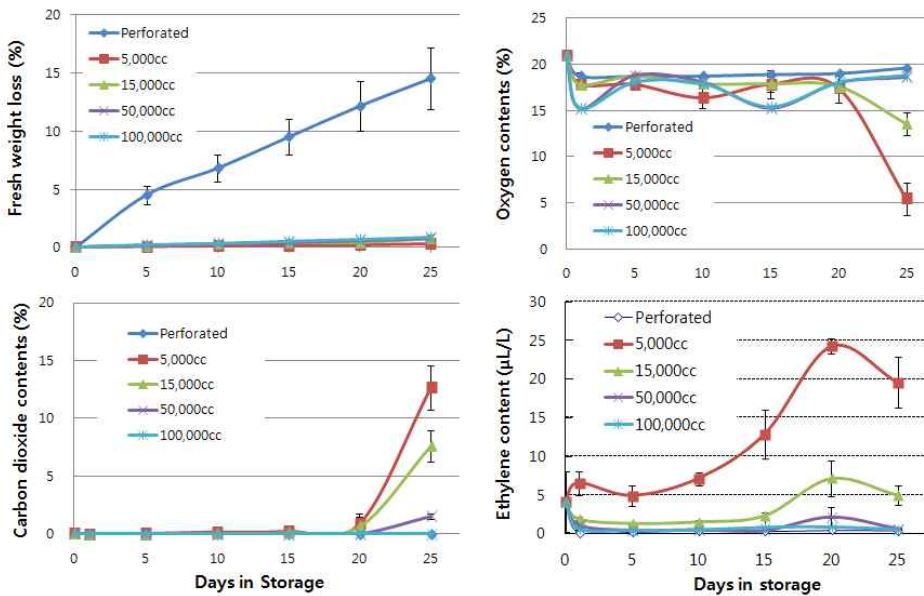 Fresh weight loss (%)
20
15
10
5
0
Perforated
5,000cc
15,000cc
50,000cc
100,000cc
0 5 10 15 20 25
Oxygen contents (%)
25
20
15
10
5
0
Perforated
5,000cc
15,000cc
50,000cc
100,000cc
0 5 10 15 20 25
Carbon dioxide contents (%)
20
15
10
5
0
Perforated
5,000cc
15,000cc
50,000cc
100,000cc
0 5 10 15 20 25
Days in Storage
Ethylene content (μL/L)
30
25
20
15
10
5
0
Perforated
5,000cc
15,000cc
50,000cc
100,000cc
0 5 10 15 20 25
Days in storage